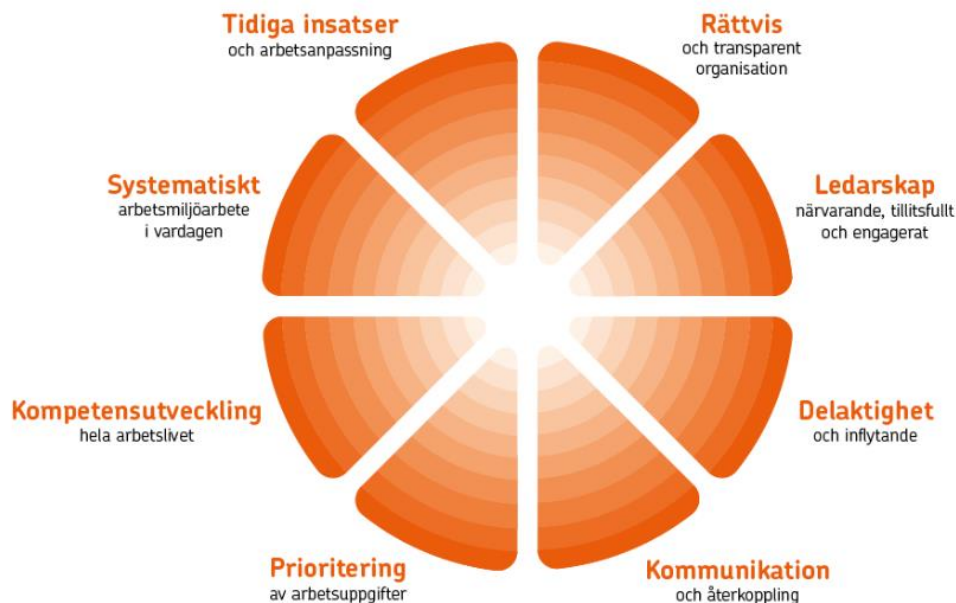 Tidiga insatser
och arbetsanpassning
Rättvis
och transparent
organisation
Systematiskt
arbetsmiljöarbete
i vardagen
Ledarskap
närvarande, tillitsfullt
och engagerat
Kompetensutveckling
hela arbetslivet
Delaktighet
och inflytande
Prioritering
av arbetsuppgifter
Kommunikation
och återkoppling